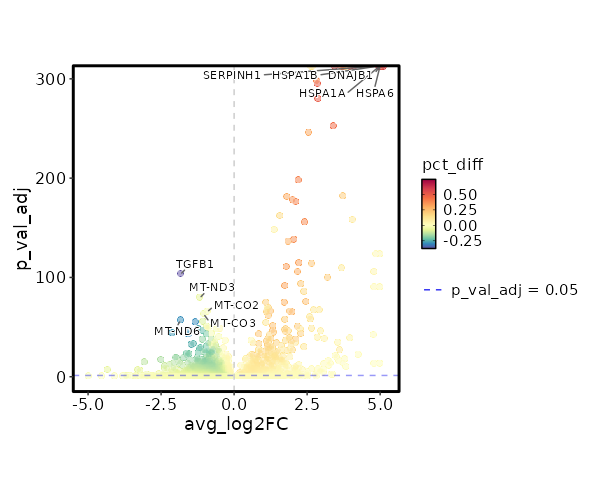 SERPINH1 HSPA1B DNAJB1
HSPA1A HSPA6
TGFB1
MT-ND3
MT-CO2
MT-CO3
MT-ND6
300
200
100
0
p_val_adj
-5.0 -2.5 0.0 2.5 5.0
avg_log2FC
pct_diff
0.50
0.25
0.00
-0.25
p_val_adj = 0.05